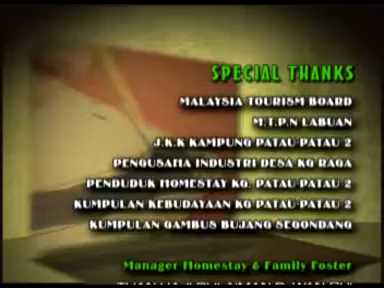 SPECIAL THANKS
MALAYSIA TOURISM BOARD
M.T.P.N LABUAN
J.K.K KAMPUNG PATAU-PATAU 2
PENGUSAHA INDUSTRI DESA KG RAGA
PENDUDUK HOMESTAY KG. PATAU-PATAU 2
KUMPULAN KEBUDAYAAN KG PATAU-PATAU 2
KUMPULAN GAMBUS BUJANG SEGONDANG
Manager Homestay & Family Foster